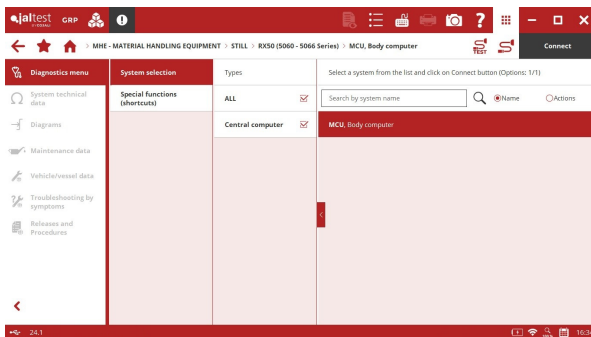 jaltest GRP
TEST
MHE - MATERIAL HANDLING EQUIPMENT > STILL > RX50 (5060 - 5066 Series) > MCU, Body computer
Connect
Diagnostics menu
System selection
Types
Select a system from the list and click on Connect button (Options: 1/1)
System technical
data
Special functions
(shortcuts)
ALL
Search by system name
Name
Actions
Diagrams
Central computer
MCU, Body computer
Maintenance data
Vehicle/vessel data
Troubleshooting by
symptoms
Releases and
Procedures
24.1
16:34